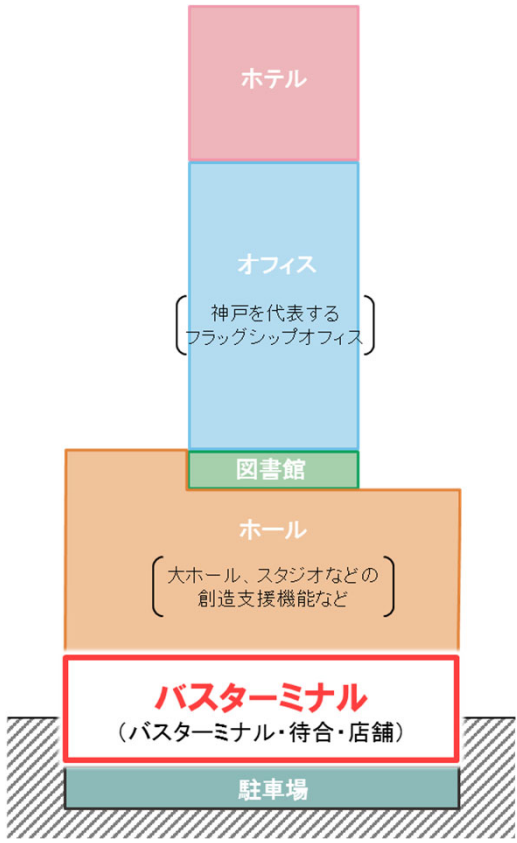 ホテル
オフィス
神戸を代表する
フラッグシップオフィス
図書館
ホール
大ホール、スタジオなどの
創造支援機能など
バスターミナル
（バスターミナル・待合・店舗）
駐車場